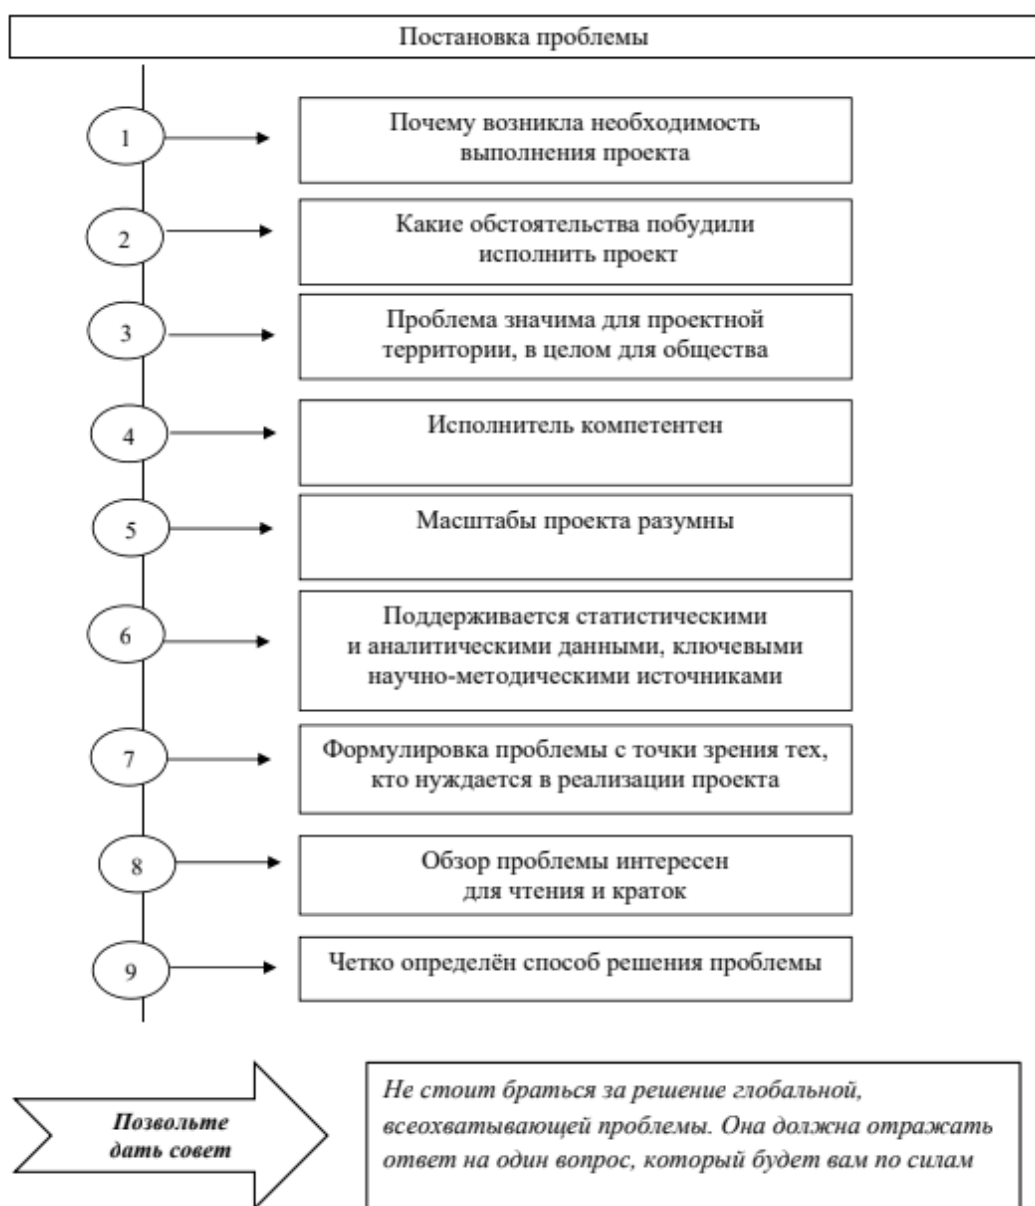 Постановка проблемы
1
Почему возникла необходимость
выполнения проекта
2
Какие обстоятельства побудили
исполнить проект
3
Проблема значима для проектной
территории, в целом для общества
4
Исполнитель компетентен
5
Масштабы проекта разумны
6
Поддерживается статистическими
и аналитическими данными, ключевыми
научно-методическими источниками
7
Формулировка проблемы с точки зрения тех,
кто нуждается в реализации проекта
8
Обзор проблемы интересен
для чтения и краток
9
Четко определён способ решения проблемы
Позвольте
дать совет
Не стоит браться за решение глобальной,
всеохватывающей проблемы. Она должна отражать
ответ на один вопрос, который будет вам по силам